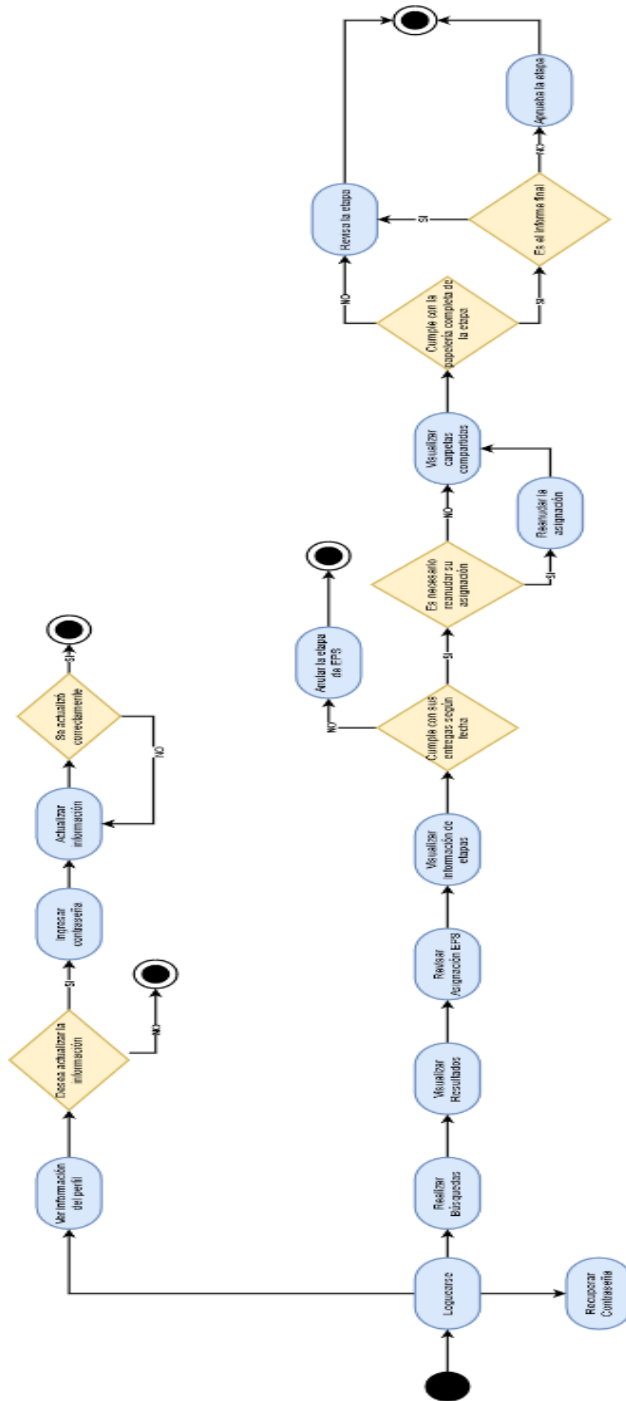 Loguearse
Recuperar
Contraseña
Ver información
del perfil
Desea actualizar la
información
SI
NO
Ingresar
contraseña
Actualizar
información
Se actualizó
correctamente
SI
NO
Realizar
Búsquedas
Visualizar
Resultados
Revisar
Asignación EPS
Visualizar
Información de
etapas
Cumple con sus
entregas según
fecha
NO
SI
Anular la etapa
de EPS
Es necesario
reanudar su
asignación
NO
SI
Reanudar la
asignación
Visualizar
carpetas
compartidas
Cumple con la
papelería completa de
la etapa
NO
SI
Revisa la etapa
Es el informe final
SI
NO
Aprueba la etapa